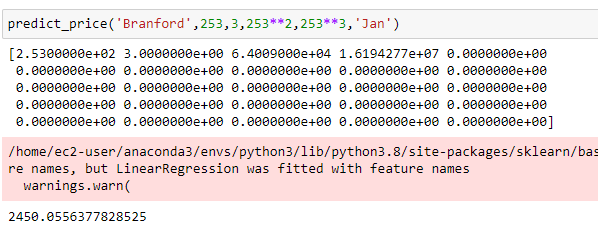 predict_price('Branford',253,3,253**2,253**3,'Jan')
[2.5300000e+02 3.0000000e+00 6.4009000e+04 1.6194277e+07 0.0000000e+00
0.0000000e+00 0.0000000e+00 0.0000000e+00 0.0000000e+00 0.0000000e+00
0.0000000e+00 0.0000000e+00 0.0000000e+00 0.0000000e+00 0.0000000e+00
0.0000000e+00 0.0000000e+00 0.0000000e+00 0.0000000e+00 0.0000000e+00
0.0000000e+00 0.0000000e+00 0.0000000e+00 0.0000000e+00 0.0000000e+00]
/home/ec2-user/anaconda3/envs/python3/lib/python3.8/site-packages/sklearn/bas
re names, but LinearRegression was fitted with feature names
warnings.warn(
2450.0556377828525